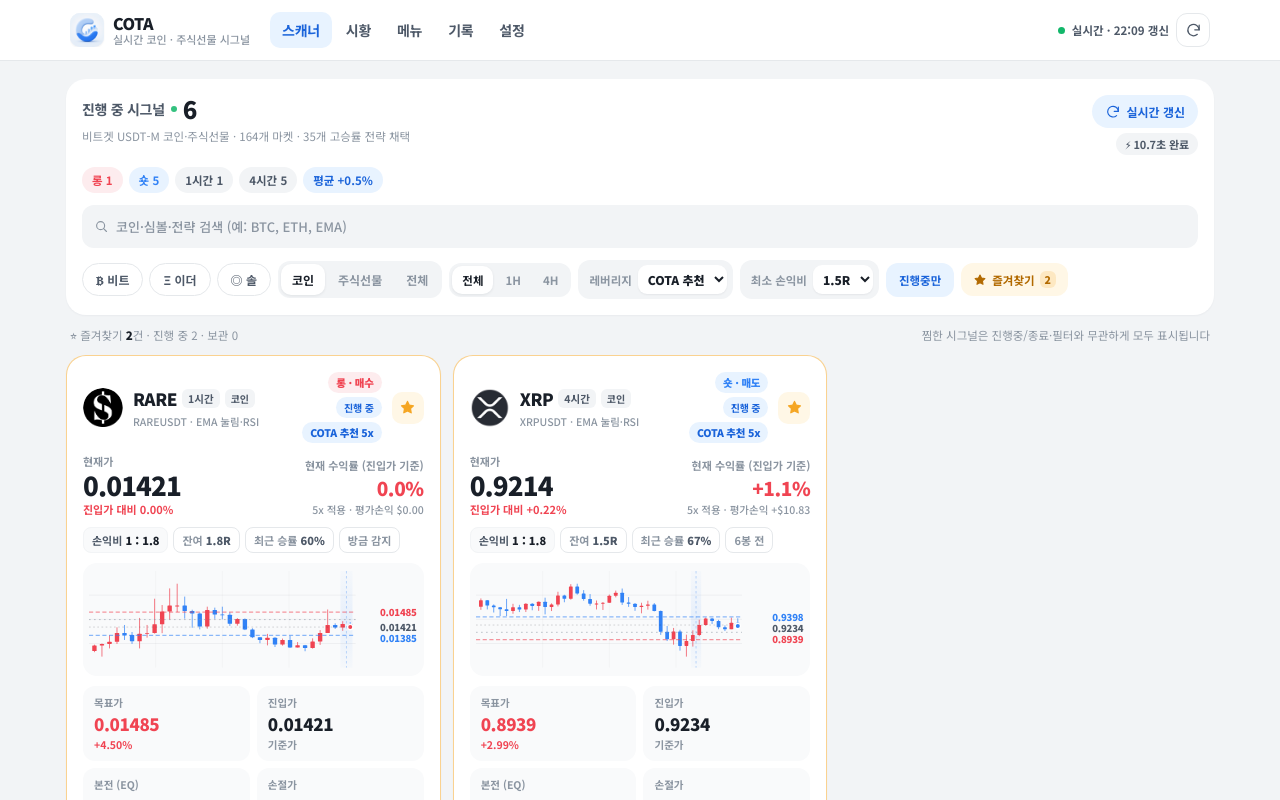 COTA
실시간 코인 · 주식선물 시그널
스캐너 시황 메뉴 기록 설정
실시간 · 22:09 갱신
진행 중 시그널 6
실시간 갱신
비트겟 USDT-M 코인·주식선물 · 164개 마켓 · 35개 고승률 전략 채택
⚡ 10.7초 완료
롱 1 숏 5 1시간 1 4시간 5 평균 +0.5%
코인·심볼·전략 검색 (예: BTC, ETH, EMA)
₿ 비트 Ξ 이더 ◎ 솔 코인 주식선물 전체 전체 1H 4H 레버리지 COTA 추천 최소 손익비 1.5R 진행중만 ★ 즐겨찾기 2
☆ 즐겨찾기 2건 · 진행 중 2 · 보관 0
찜한 시그널은 진행중/종료·필터와 무관하게 모두 표시됩니다
RARE 1시간 코인
RAREUSDT · EMA 눌림·RSI
롱 · 매수
진행 중
COTA 추천 5x
현재가
0.01421
진입가 대비 0.00%
현재 수익률 (진입가 기준)
0.0%
5x 적용 · 평가손익 $0.00
손익비 1 : 1.8 잔여 1.8R 최근 승률 60% 방금 감지
0.01485
0.01421
0.01385
목표가
0.01485
+4.50%
진입가
0.01421
기준가
본전 (EQ)
손절가
XRP 4시간 코인
XRPUSDT · EMA 눌림·RSI
숏 · 매도
진행 중
COTA 추천 5x
현재가
0.9214
진입가 대비 +0.22%
현재 수익률 (진입가 기준)
+1.1%
5x 적용 · 평가손익 +$10.83
손익비 1 : 1.8 잔여 1.5R 최근 승률 67% 6봉 전
0.9398
0.9234
0.8939
목표가
0.8939
+2.99%
진입가
0.9234
기준가
본전 (EQ)
손절가